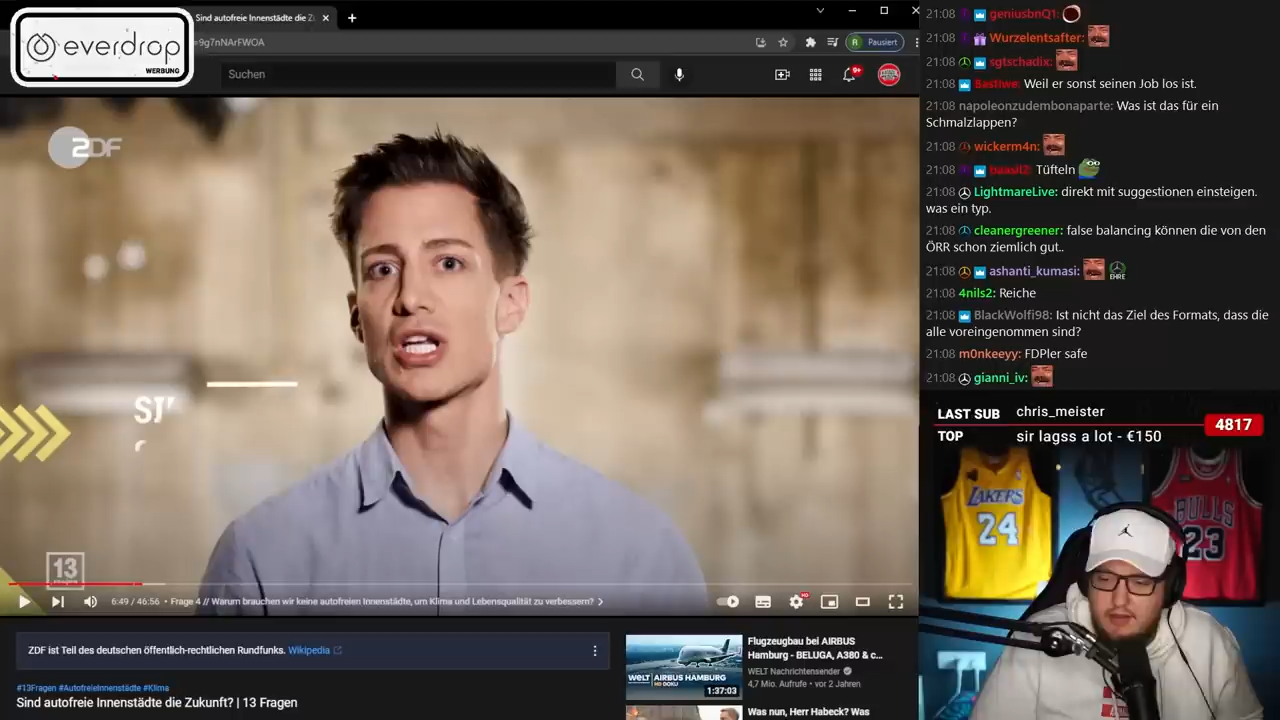 everdrop
WERBUNG
Sind autofreie Innenstädte die Z
=9g7nNArFWOA
Pausiert
Suchen
9+
ZDF
ST
13
Fragen
6:49 / 46:56 • Frage 4 // Warum brauchen wir keine autofreien Innenstädte, um Klima und Lebensqualität zu verbessern?
HD
ZDF ist Teil des deutschen öffentlich-rechtlichen Rundfunks. Wikipedia
#13Fragen #AutofreieInnenstädte #Klima
Sind autofreie Innenstädte die Zukunft? | 13 Fragen
WELT AIRBUS HAMBURG
HD DOKU
1:37:03
Flugzeugbau bei AIRBUS
Hamburg - BELUGA, A380 & c...
WELT Nachrichtensender
4,7 Mio. Aufrufe • vor 2 Jahren
Was nun, Herr Habeck? Was
21:08 geniusbnQ1:
21:08 Wurzelentsafter:
21:08 sgtschadix:
21:08 Bastiwe: Weil er sonst seinen Job los ist.
21:08 napoleonzudembonaparte: Was ist das für ein
Schmalzlappen?
21:08 wickerm4n:
21:08 Tüfteln
21:08 LightmareLive: direkt mit suggestionen einsteigen.
was ein typ.
21:08 cleanergreener: false balancing können die von den
ÖRR schon ziemlich gut..
21:08 ashanti_kumasi: EHRE
21:08 4nils2: Reiche
21:08 BlackWolfi98: Ist nicht das Ziel des Formats, dass die
alle voreingenommen sind?
21:08 m0nkeeyy: FDPler safe
21:08 gianni_iv:
LAST SUB chris_meister
4817
TOP sir lagss a lot - €150
LAKERS
24
BULLS
23